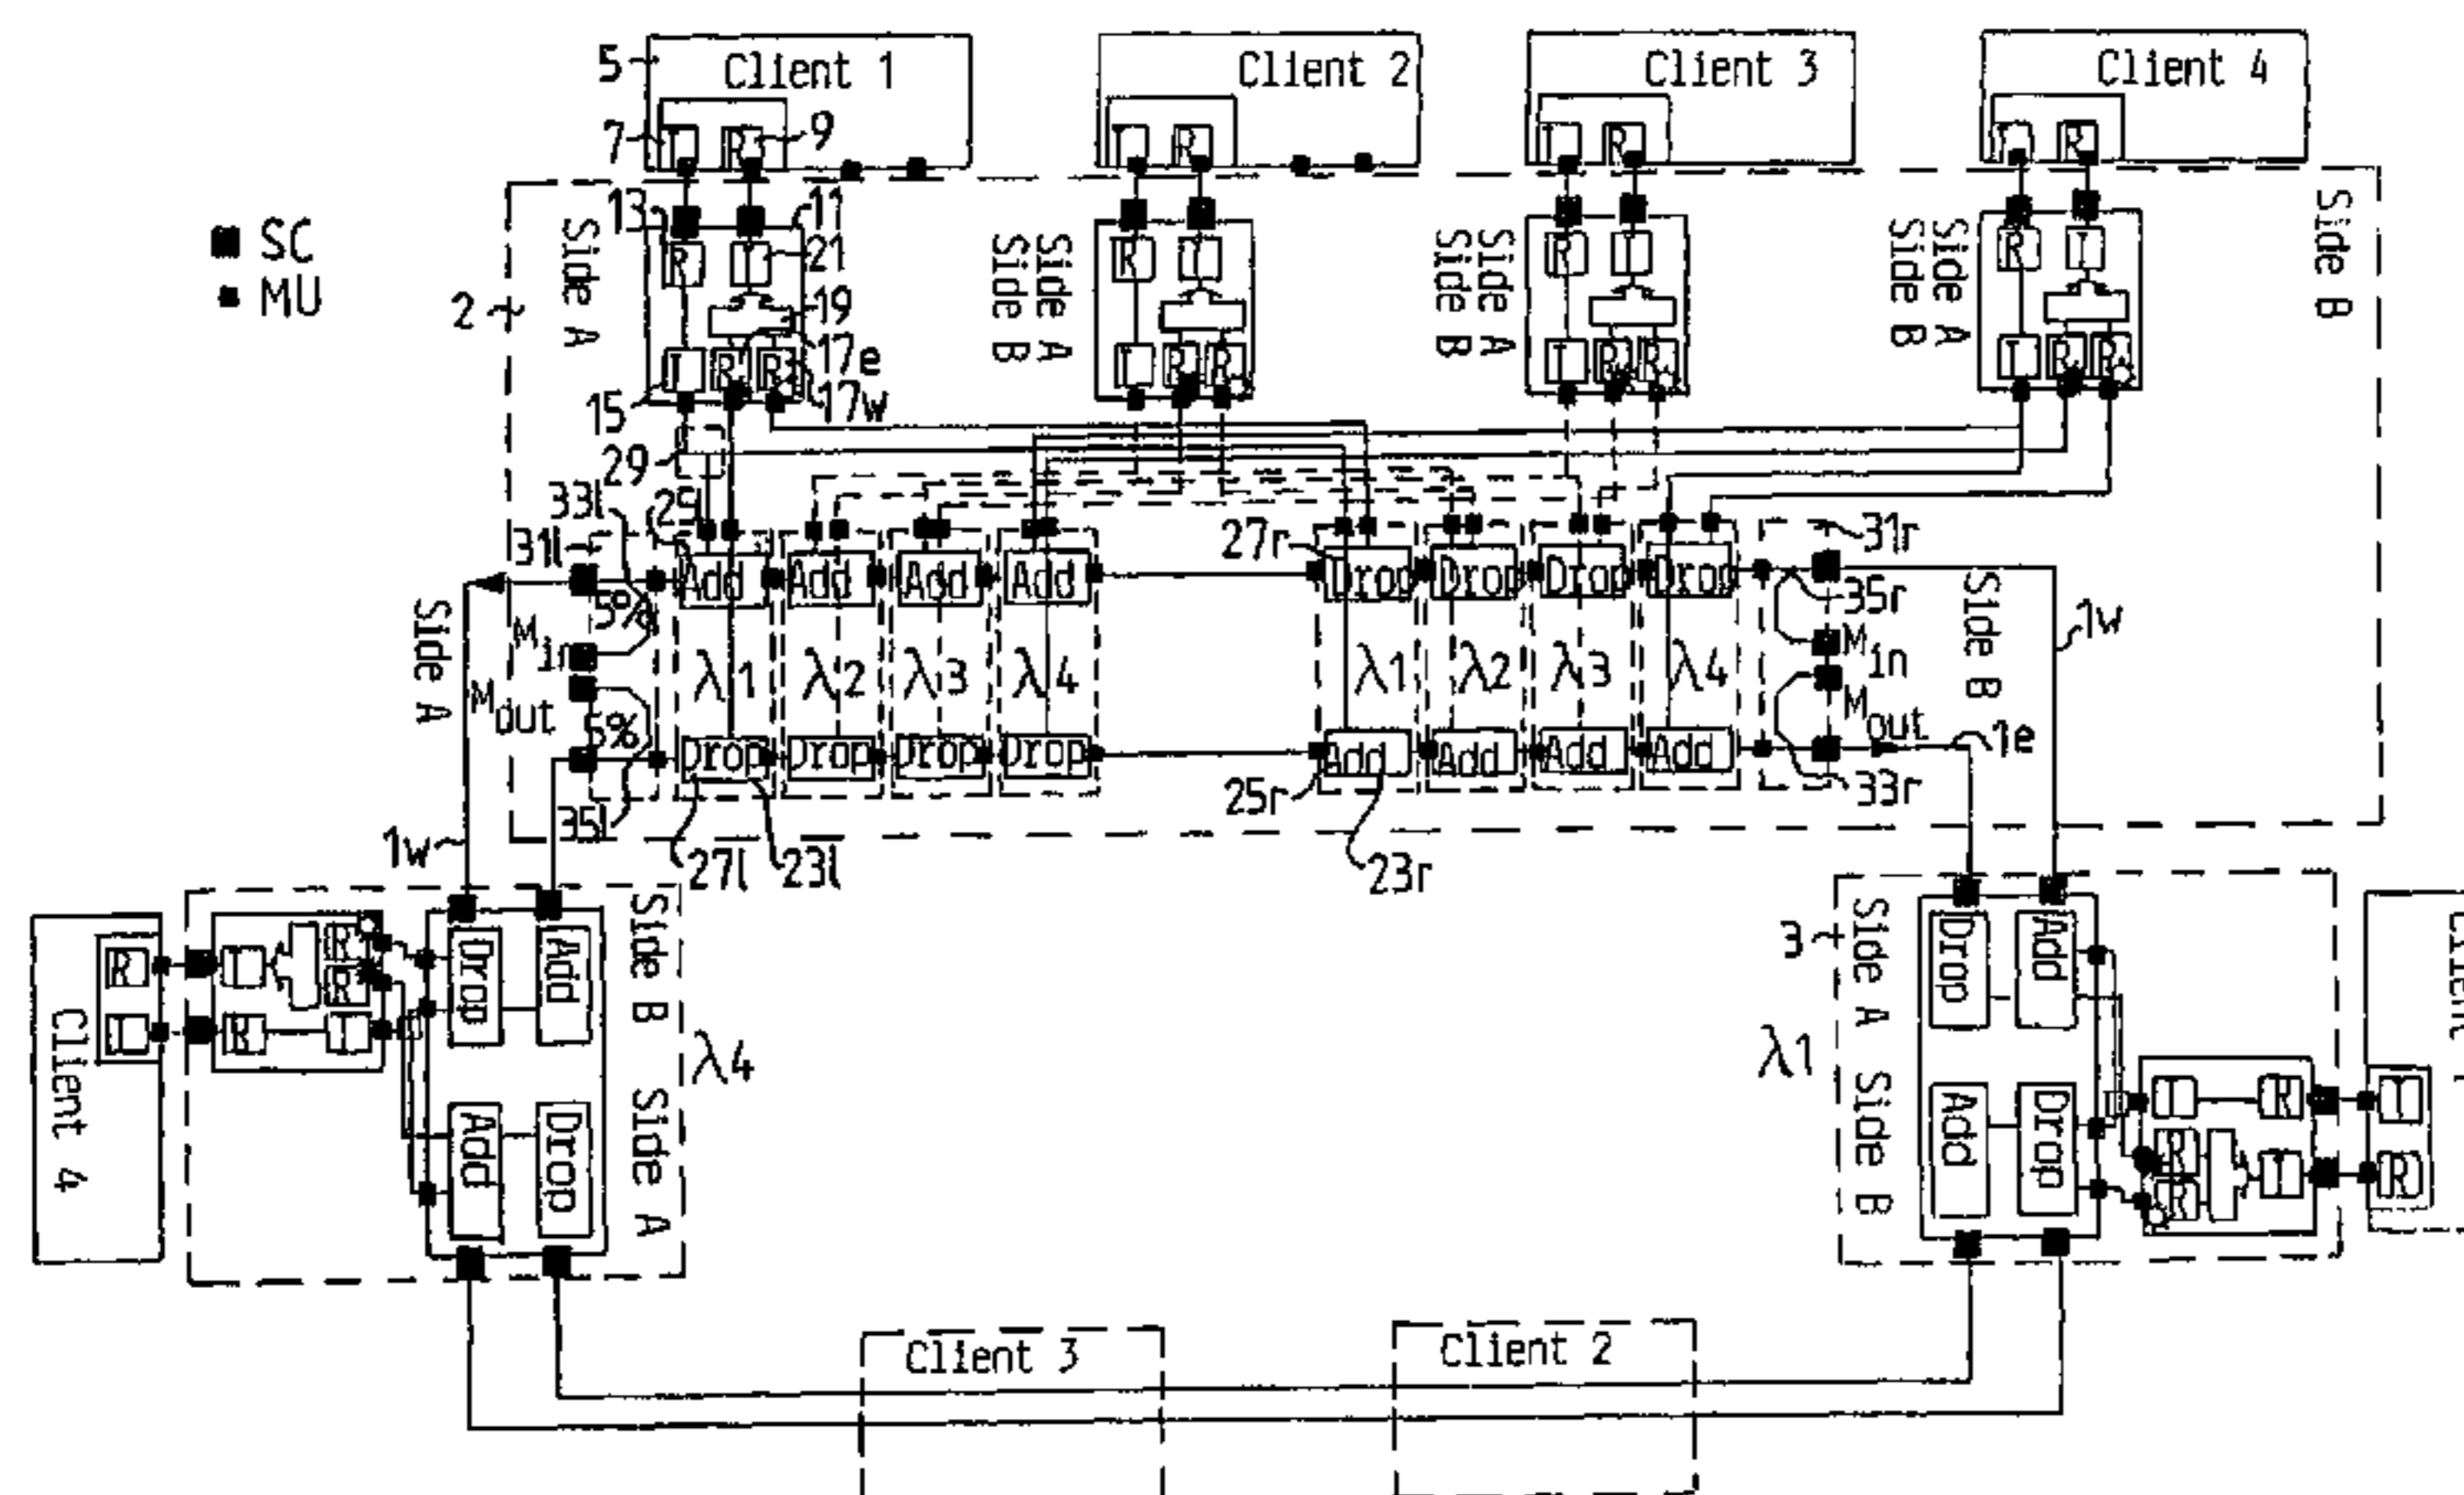 5
Client 1
Client 2
Client 3
Client 4
7
T
R
9
T
R
T
R
T
R
SC
MU
2
Side A
13
11
R
T
21
19
17e
T
R
R
17w
15
Side B
Side A
R
T
T
R
R
Side B
Side A
R
T
T
R
R
Side B
Side A
R
T
T
R
R
Side B
29
33l
31l
27r
31r
Add
Add
Add
Add
Drop
Drop
Drop
Drop
35r
5%
Min
Mout
5%
Side A
λ1
λ2
λ3
λ4
λ1
λ2
λ3
λ4
Min
Mout
Side B
1w
1e
Drop
Drop
Drop
Drop
Add
Add
Add
Add
35l
25r
33r
1w
27l
23l
23r
Client 4
R
T
T
R
R
R
T
Drop
Add
Add
Drop
Side B
Side A
λ4
3
Side A
Side B
λ1
Drop
Add
Add
Drop
T
R
R
R
T
T
R
Client 3
Client 2